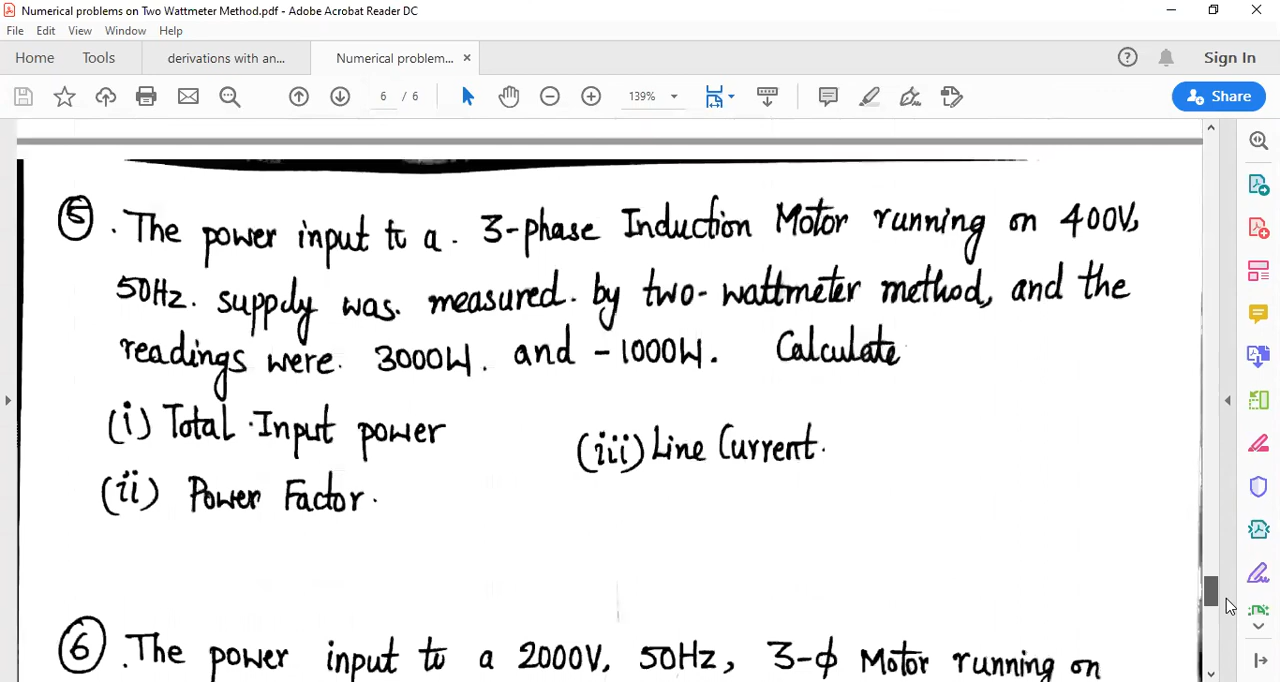 Numerical problems on Two Wattmeter Method.pdf - Adobe Acrobat Reader DC
File Edit View Window Help
Home Tools derivations with an... Numerical problem... × Sign In
6 / 6 139% Share
5 . The power input to a . 3-phase Induction Motor running on 400V,
50Hz. supply was. measured. by two-wattmeter method, and the
readings were. 3000W. and -1000W. Calculate
(i) Total Input power
(iii) Line Current.
(ii) Power Factor.
6 . The power input to a 2000V, 50Hz, 3-ϕ Motor running on